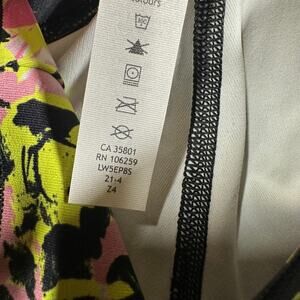 colours
CA 35801
RN 106259
LW5EP8S
21-4
Z4